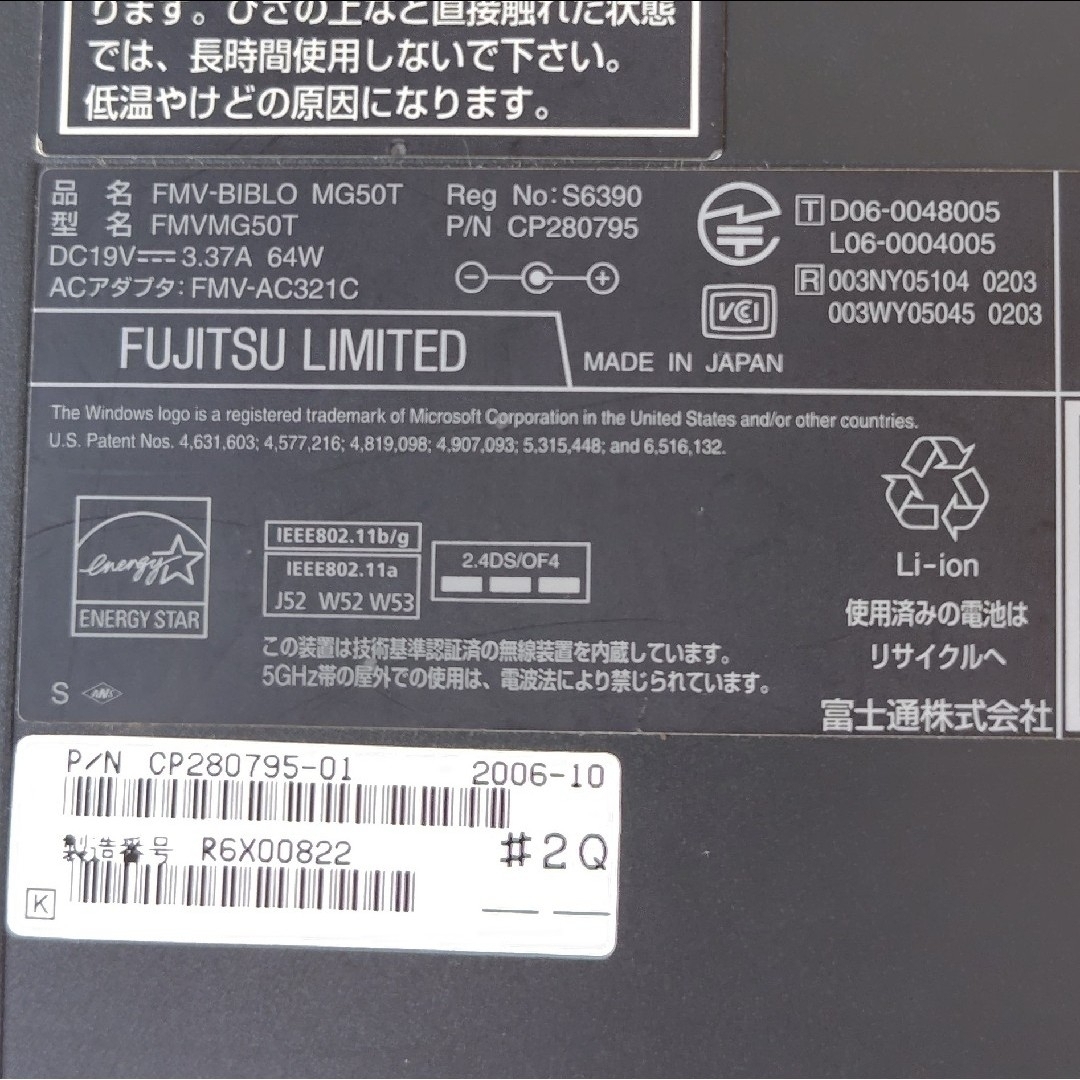 ります。ひざの上など直接触れた状態
では、長時間使用しないで下さい。
低温やけどの原因になります。
品 名 FMV-BIBLO MG50T
型 名 FMVMG50T
DC19V⎓3.37A 64W
ACアダプタ:FMV-AC321C
Reg No:S6390
P/N CP280795
T D06-0048005
L06-0004005
R 003NY05104 0203
003WY05045 0203
VCI
FUJITSU LIMITED
MADE IN JAPAN
The Windows logo is a registered trademark of Microsoft Corporation in the United States and/or other countries.
U.S. Patent Nos. 4,631,603; 4,577,216; 4,819,098; 4,907,093; 5,315,448; and 6,516,132.
energy
ENERGY STAR
IEEE802.11b/g
IEEE802.11a
J52 W52 W53
2.4DS/OF4
Li-ion
使用済みの電池は
リサイクルへ
この装置は技術基準認証済の無線装置を内蔵しています。
5GHz帯の屋外での使用は、電波法により禁じられています。
S ANS
富士通株式会社
P/N CP280795-01 2006-10
製造番号 R6X00822 #2Q
K